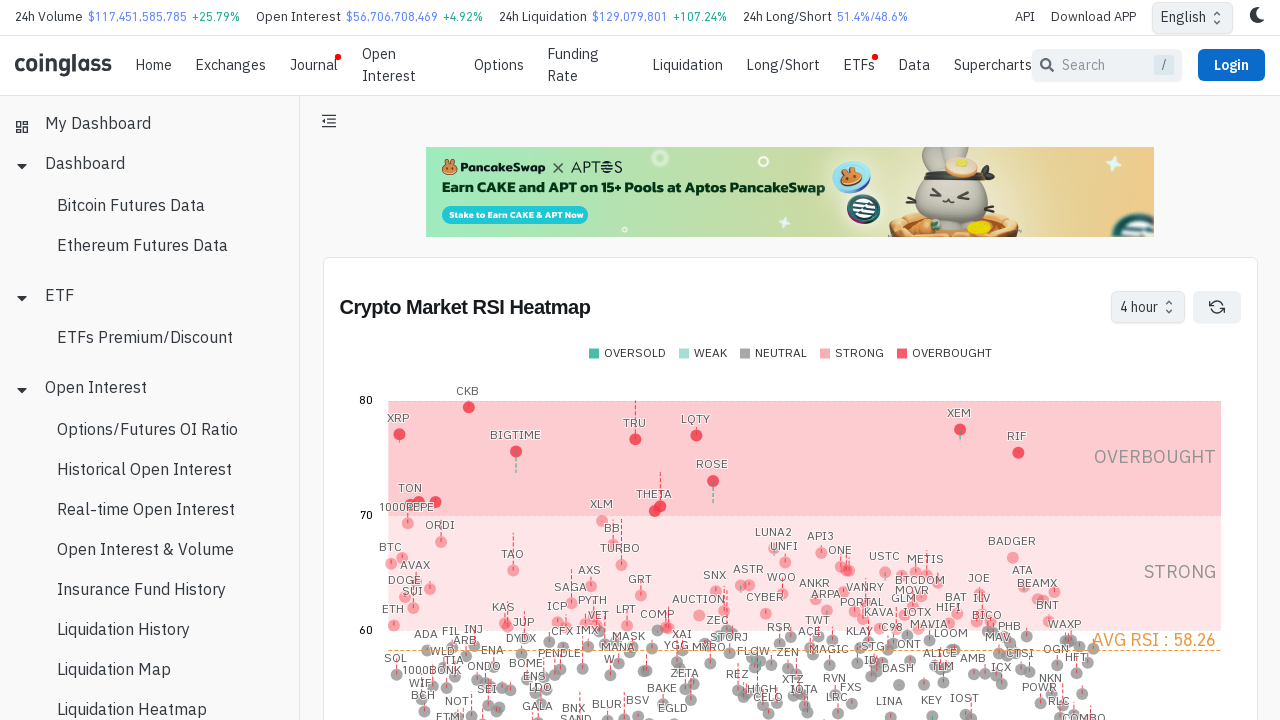 24h Volume $117,451,585,785 +25.79% Open Interest $56,706,708,469 +4.92% 24h Liquidation $129,079,801 +107.24% 24h Long/Short 51.4%/48.6% API Download APP English
coinglass Home Exchanges Journal Open Interest Options Funding Rate Liquidation Long/Short ETFs Data Supercharts Search / Login
My Dashboard
Dashboard
Bitcoin Futures Data
Ethereum Futures Data
ETF
ETFs Premium/Discount
Open Interest
Options/Futures OI Ratio
Historical Open Interest
Real-time Open Interest
Open Interest & Volume
Insurance Fund History
Liquidation History
Liquidation Map
Liquidation Heatmap
PancakeSwap X APTOS
Earn CAKE and APT on 15+ Pools at Aptos PancakeSwap
Stake to Earn CAKE & APT Now
Crypto Market RSI Heatmap
4 hour
OVERSOLD WEAK NEUTRAL STRONG OVERBOUGHT
80
CKB
XRP
TRU
LQTY
XEM
BIGTIME
RIF
OVERBOUGHT
ROSE
TON
THETA
1000PEPE
XLM
70
ORDI
BB
LUNA2
API3
BADGER
BTC
TURBO
UNFI
ONE
TAO
USTC
METIS
AVAX
AXS
ASTR
ATA
STRONG
DOGE
SUI
SAGA
GRT
SNX
WOO
ANKR
VANRY
BTCDOM
JOE
BEAMX
ETH
KAS
ICP
PYTH
LPT
AUCTION
CYBER
ARPA
PORTAL
MOVR
GLM
BAT
ILV
BNT
JUP
VET
COMP
ZEC
TWT
KAVA
IOTX
HIFI
BTCO
WAXP
60
ADA
FIL
INJ
DYDX
CFX
IMX
MASK
XAI
STORJ
RSR
ACE
KLAY
C98
MAVIA
LOOM
MAV
PHB
AVG RSI : 58.26
SOL
WLD
ARB
TIA
ENA
PENDLE
MANA
W
YGG
MYRO
FLOW
ZEN
MAGIC
STG
ONT
ALICE
AMB
CTSI
OGN
HFT
1000BONK
ONDO
BOME
ENS
ZETA
REZ
XTZ
RVN
ID
DASH
TLM
ICX
NKN
WIF
BCH
SEI
LDO
BAKE
HIGH
IOTA
FXS
POWR
NOT
GALA
BNX
BLUR
BSV
CELO
LRC
LINA
KEY
IOST
RLC
FTM
SAND
EGLD
COMBO